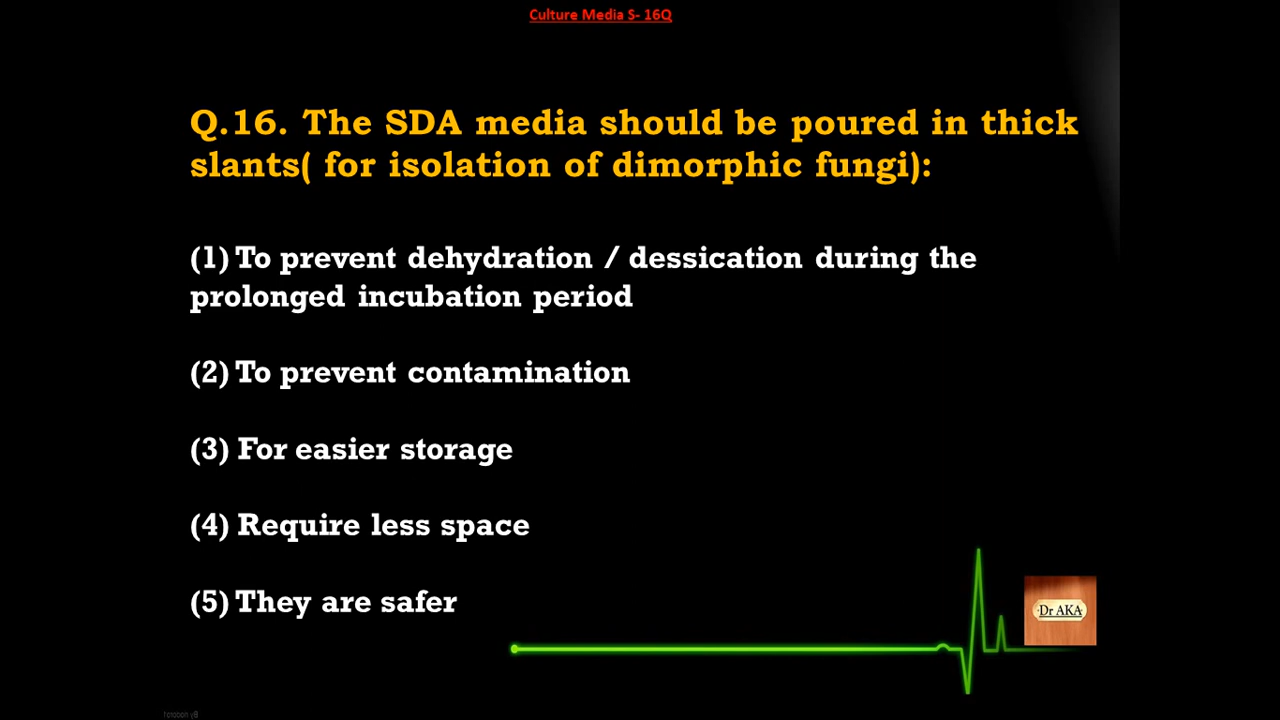 Culture Media S- 16Q
Q.16. The SDA media should be poured in thick
slants( for isolation of dimorphic fungi):
(1) To prevent dehydration / dessication during the
prolonged incubation period
(2) To prevent contamination
(3) For easier storage
(4) Require less space
(5) They are safer
Dr AKA